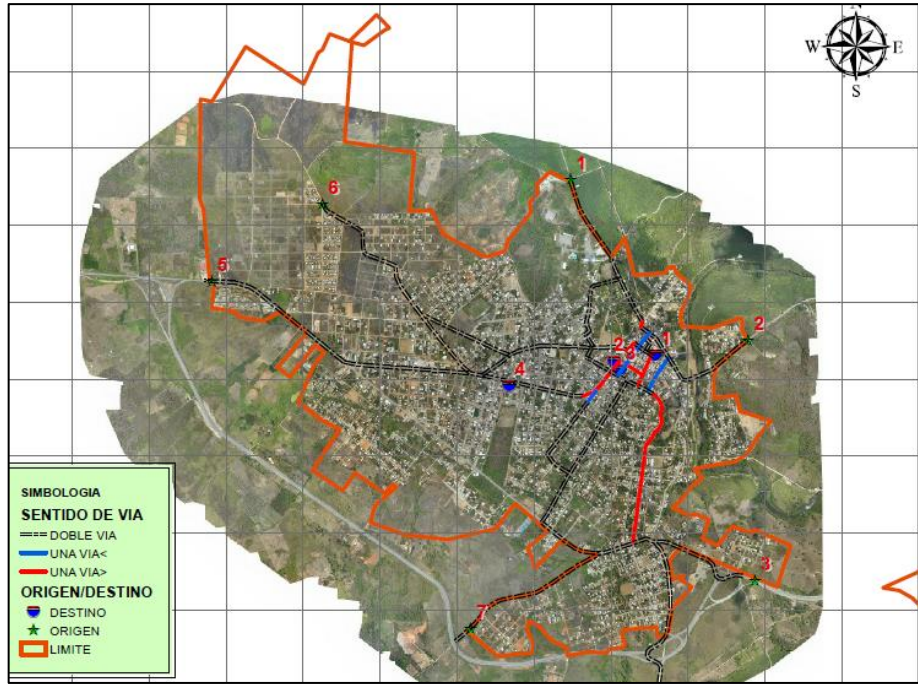 N
W
E
S
1
6
5
2
2
3
1
4
3
7
SIMBOLOGIA
SENTIDO DE VIA
DOBLE VIA
UNA VIA<
UNA VIA>
ORIGEN/DESTINO
DESTINO
ORIGEN
LIMITE